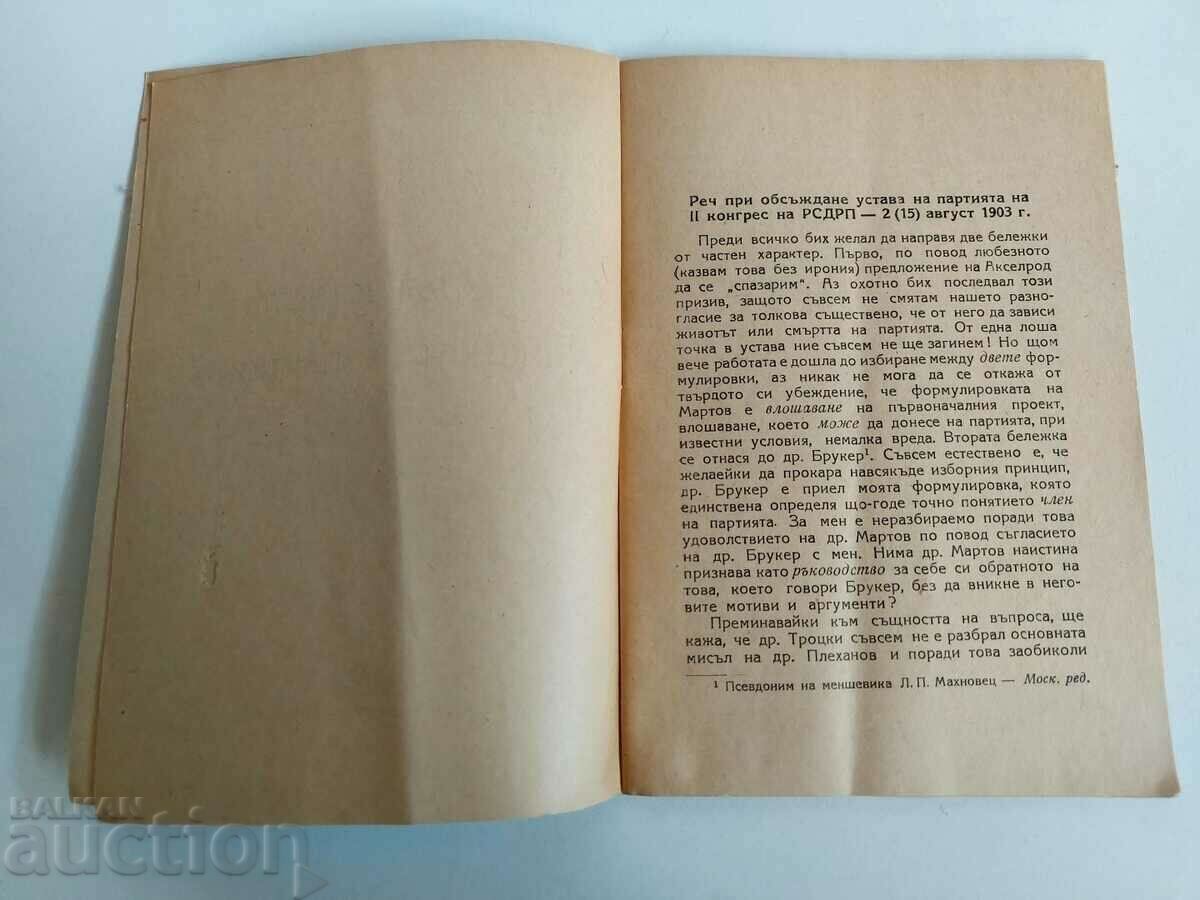 Реч при обсъждане устава на партията на
II конгрес на РСДРП — 2 (15) август 1903 г.
Преди всичко бих желал да направя две бележки
от частен характер. Първо, по повод любезното
(казвам това без ирония) предложение на Акселрод
да се „спазарим“. Аз охотно бих последвал този
призив, защото съвсем не смятам нашето разно-
гласие за толкова съществено, че от него да зависи
животът или смъртта на партията. От една лоша
точка в устава ние съвсем не ще загинем! Но щом
вече работата е дошла до избиране между двете фор-
мулировки, аз никак не мога да се откажа от
твърдото си убеждение, че формулировката на
Мартов е влошаване на първоначалния проект,
влошаване, което може да донесе на партията, при
известни условия, немалка вреда. Втората бележка
се отнася до др. Брукер¹. Съвсем естествено е, че
желаейки да прокара навсякъде изборния принцип,
др. Брукер е приел моята формулировка, която
единствена определя що-годе точно понятието член
на партията. За мен е неразбираемо поради това
удоволствието на др. Мартов по повод съгласието
на др. Брукер с мен. Нима др. Мартов наистина
признава като ръководство за себе си обратното на
това, което говори Брукер, без да вникне в него-
вите мотиви и аргументи?
Преминавайки към същността на въпроса, ще
кажа, че др. Троцки съвсем не е разбрал основната
мисъл на др. Плеханов и поради това заобиколи
¹ Псевдоним на меншевика Л. П. Махновец — Моск. ред.
BALKAN
auction